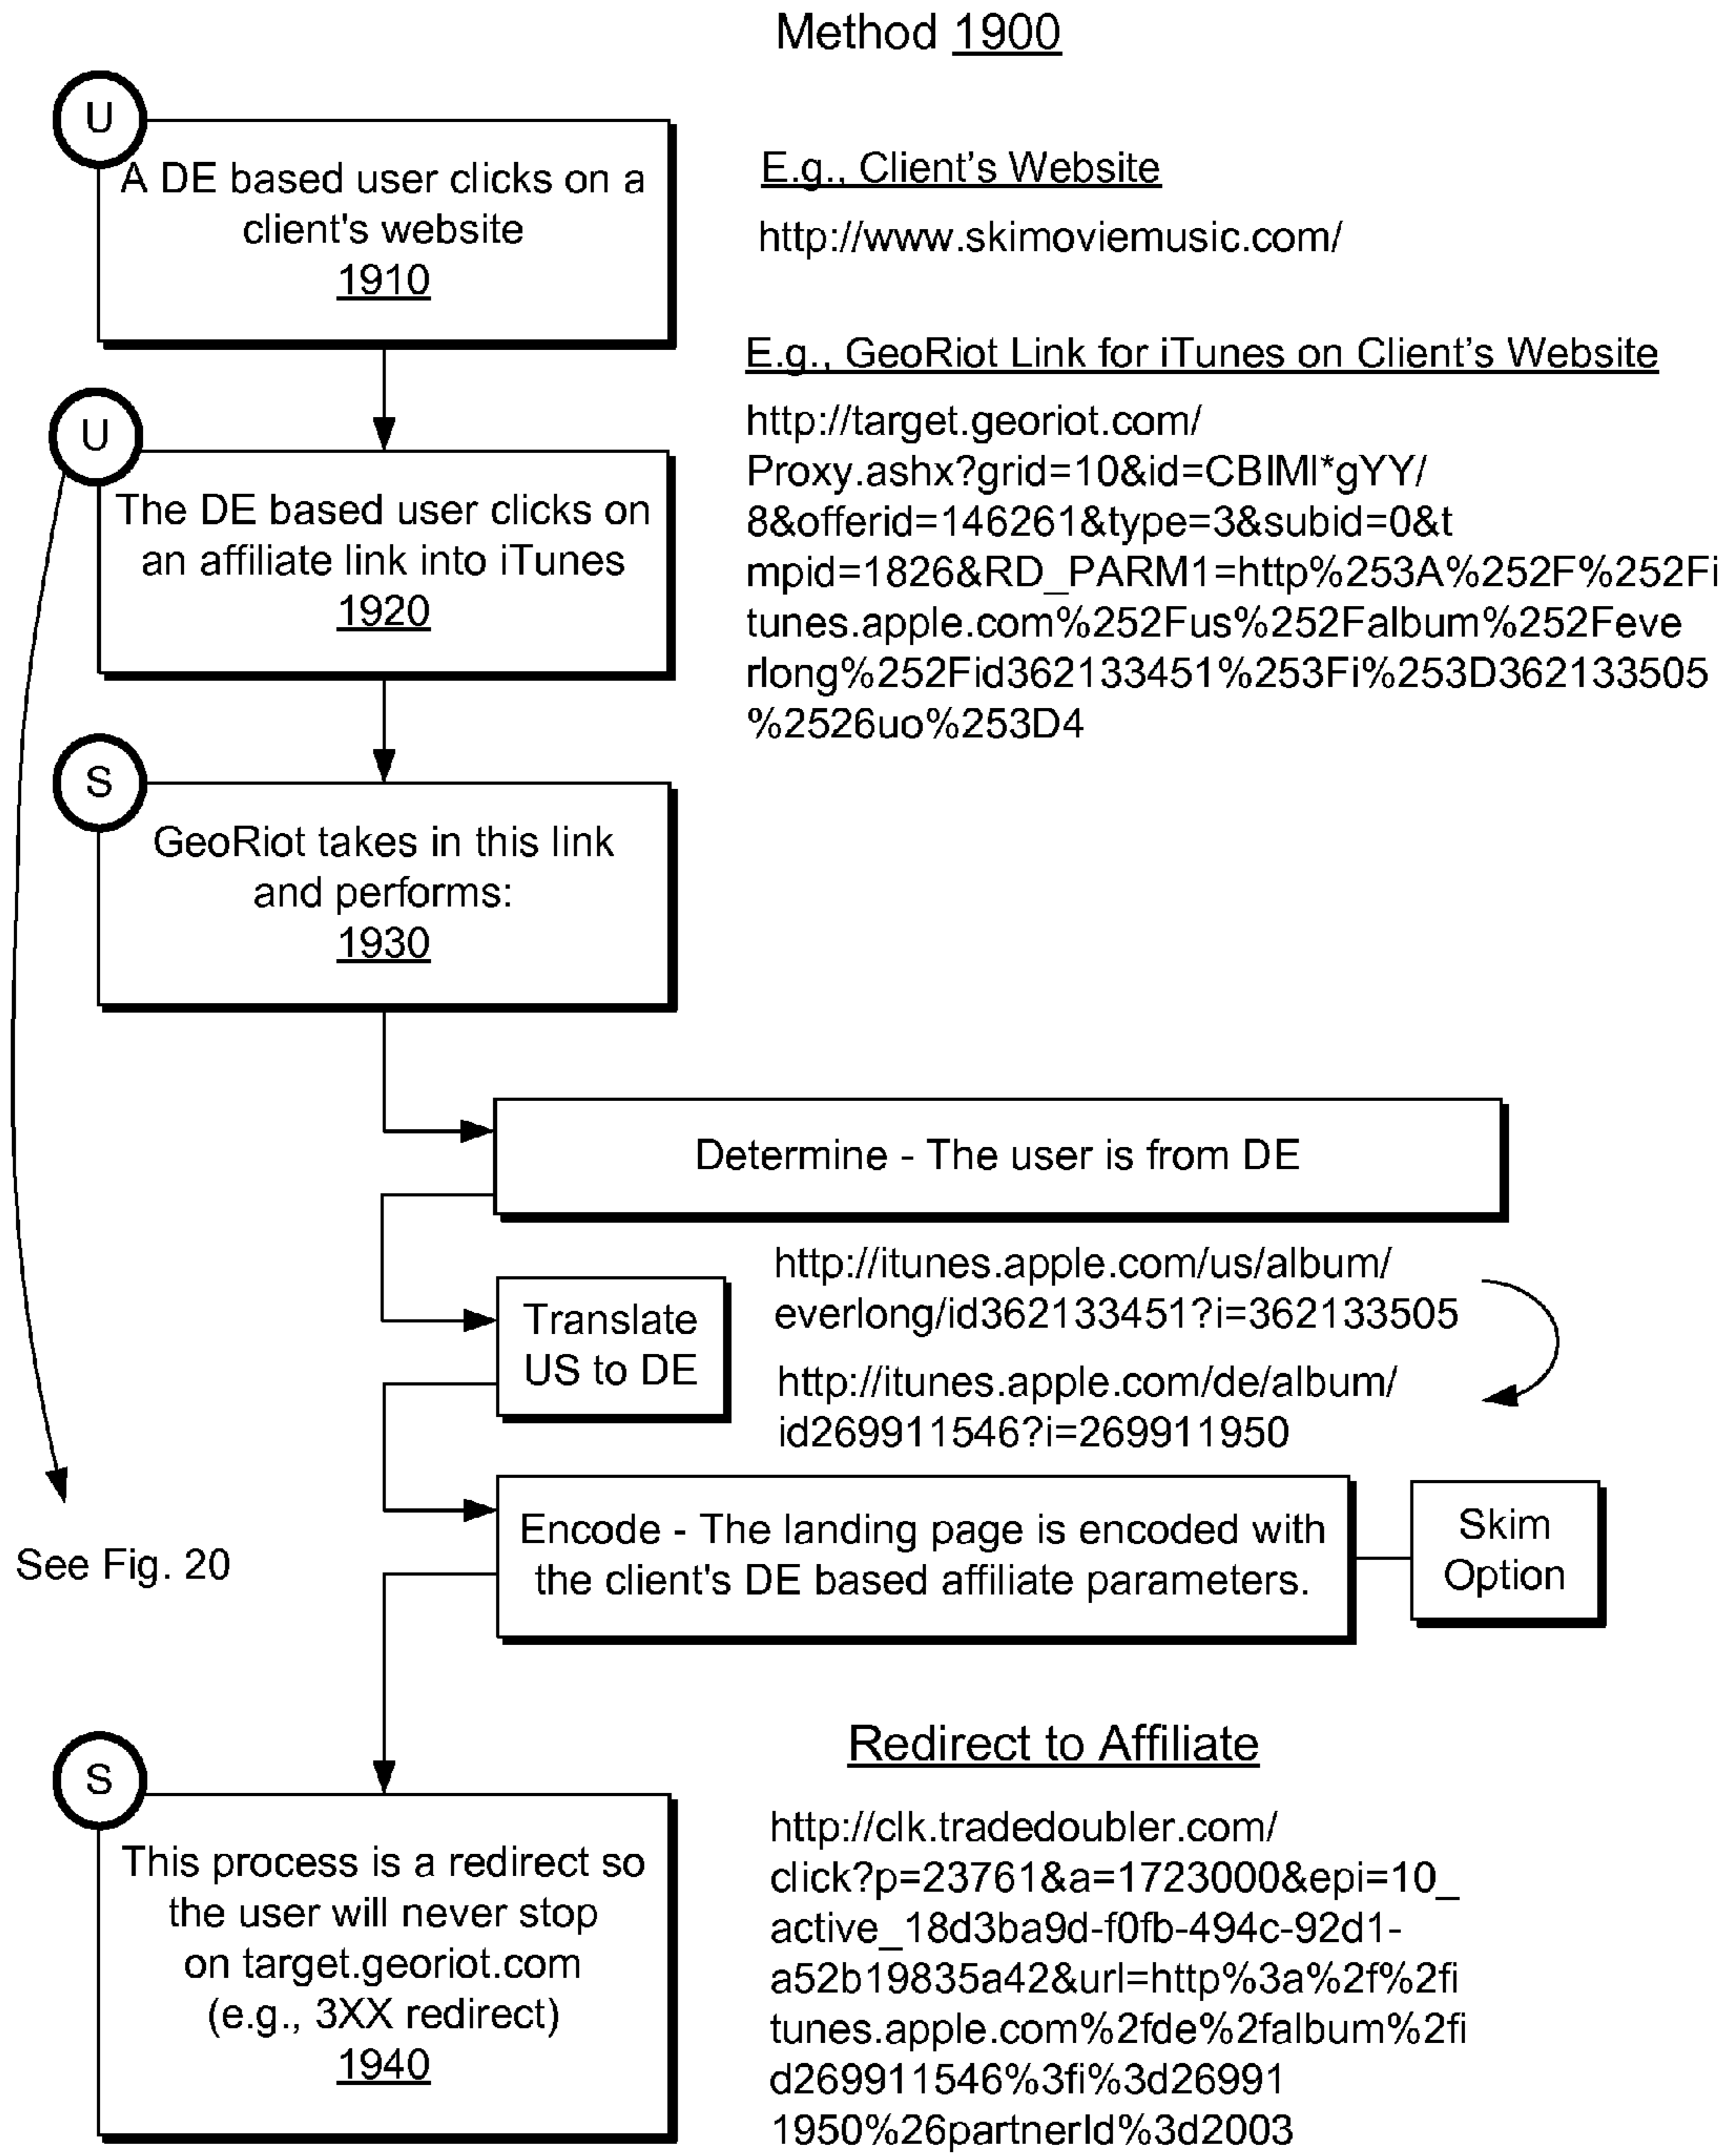 Method 1900
U
A DE based user clicks on a
client's website
1910
E.g., Client's Website
http://www.skimoviemusic.com/
E.g., GeoRiot Link for iTunes on Client's Website
http://target.georiot.com/
Proxy.ashx?grid=10&id=CBIMl*gYY/
8&offerid=146261&type=3&subid=0&t
mpid=1826&RD_PARM1=http%253A%252F%252Fi
tunes.apple.com%252Fus%252Falbum%252Feve
rlong%252Fid362133451%253Fi%253D362133505
%2526uo%253D4
U
The DE based user clicks on
an affiliate link into iTunes
1920
S
GeoRiot takes in this link
and performs:
1930
Determine - The user is from DE
Translate
US to DE
http://itunes.apple.com/us/album/
everlong/id362133451?i=362133505
http://itunes.apple.com/de/album/
id269911546?i=269911950
Encode - The landing page is encoded with
the client's DE based affiliate parameters.
Skim
Option
See Fig. 20
S
This process is a redirect so
the user will never stop
on target.georiot.com
(e.g., 3XX redirect)
1940
Redirect to Affiliate
http://clk.tradedoubler.com/
click?p=23761&a=1723000&epi=10_
active_18d3ba9d-f0fb-494c-92d1-
a52b19835a42&url=http%3a%2f%2fi
tunes.apple.com%2fde%2falbum%2fi
d269911546%3fi%3d26991
1950%26partnerId%3d2003